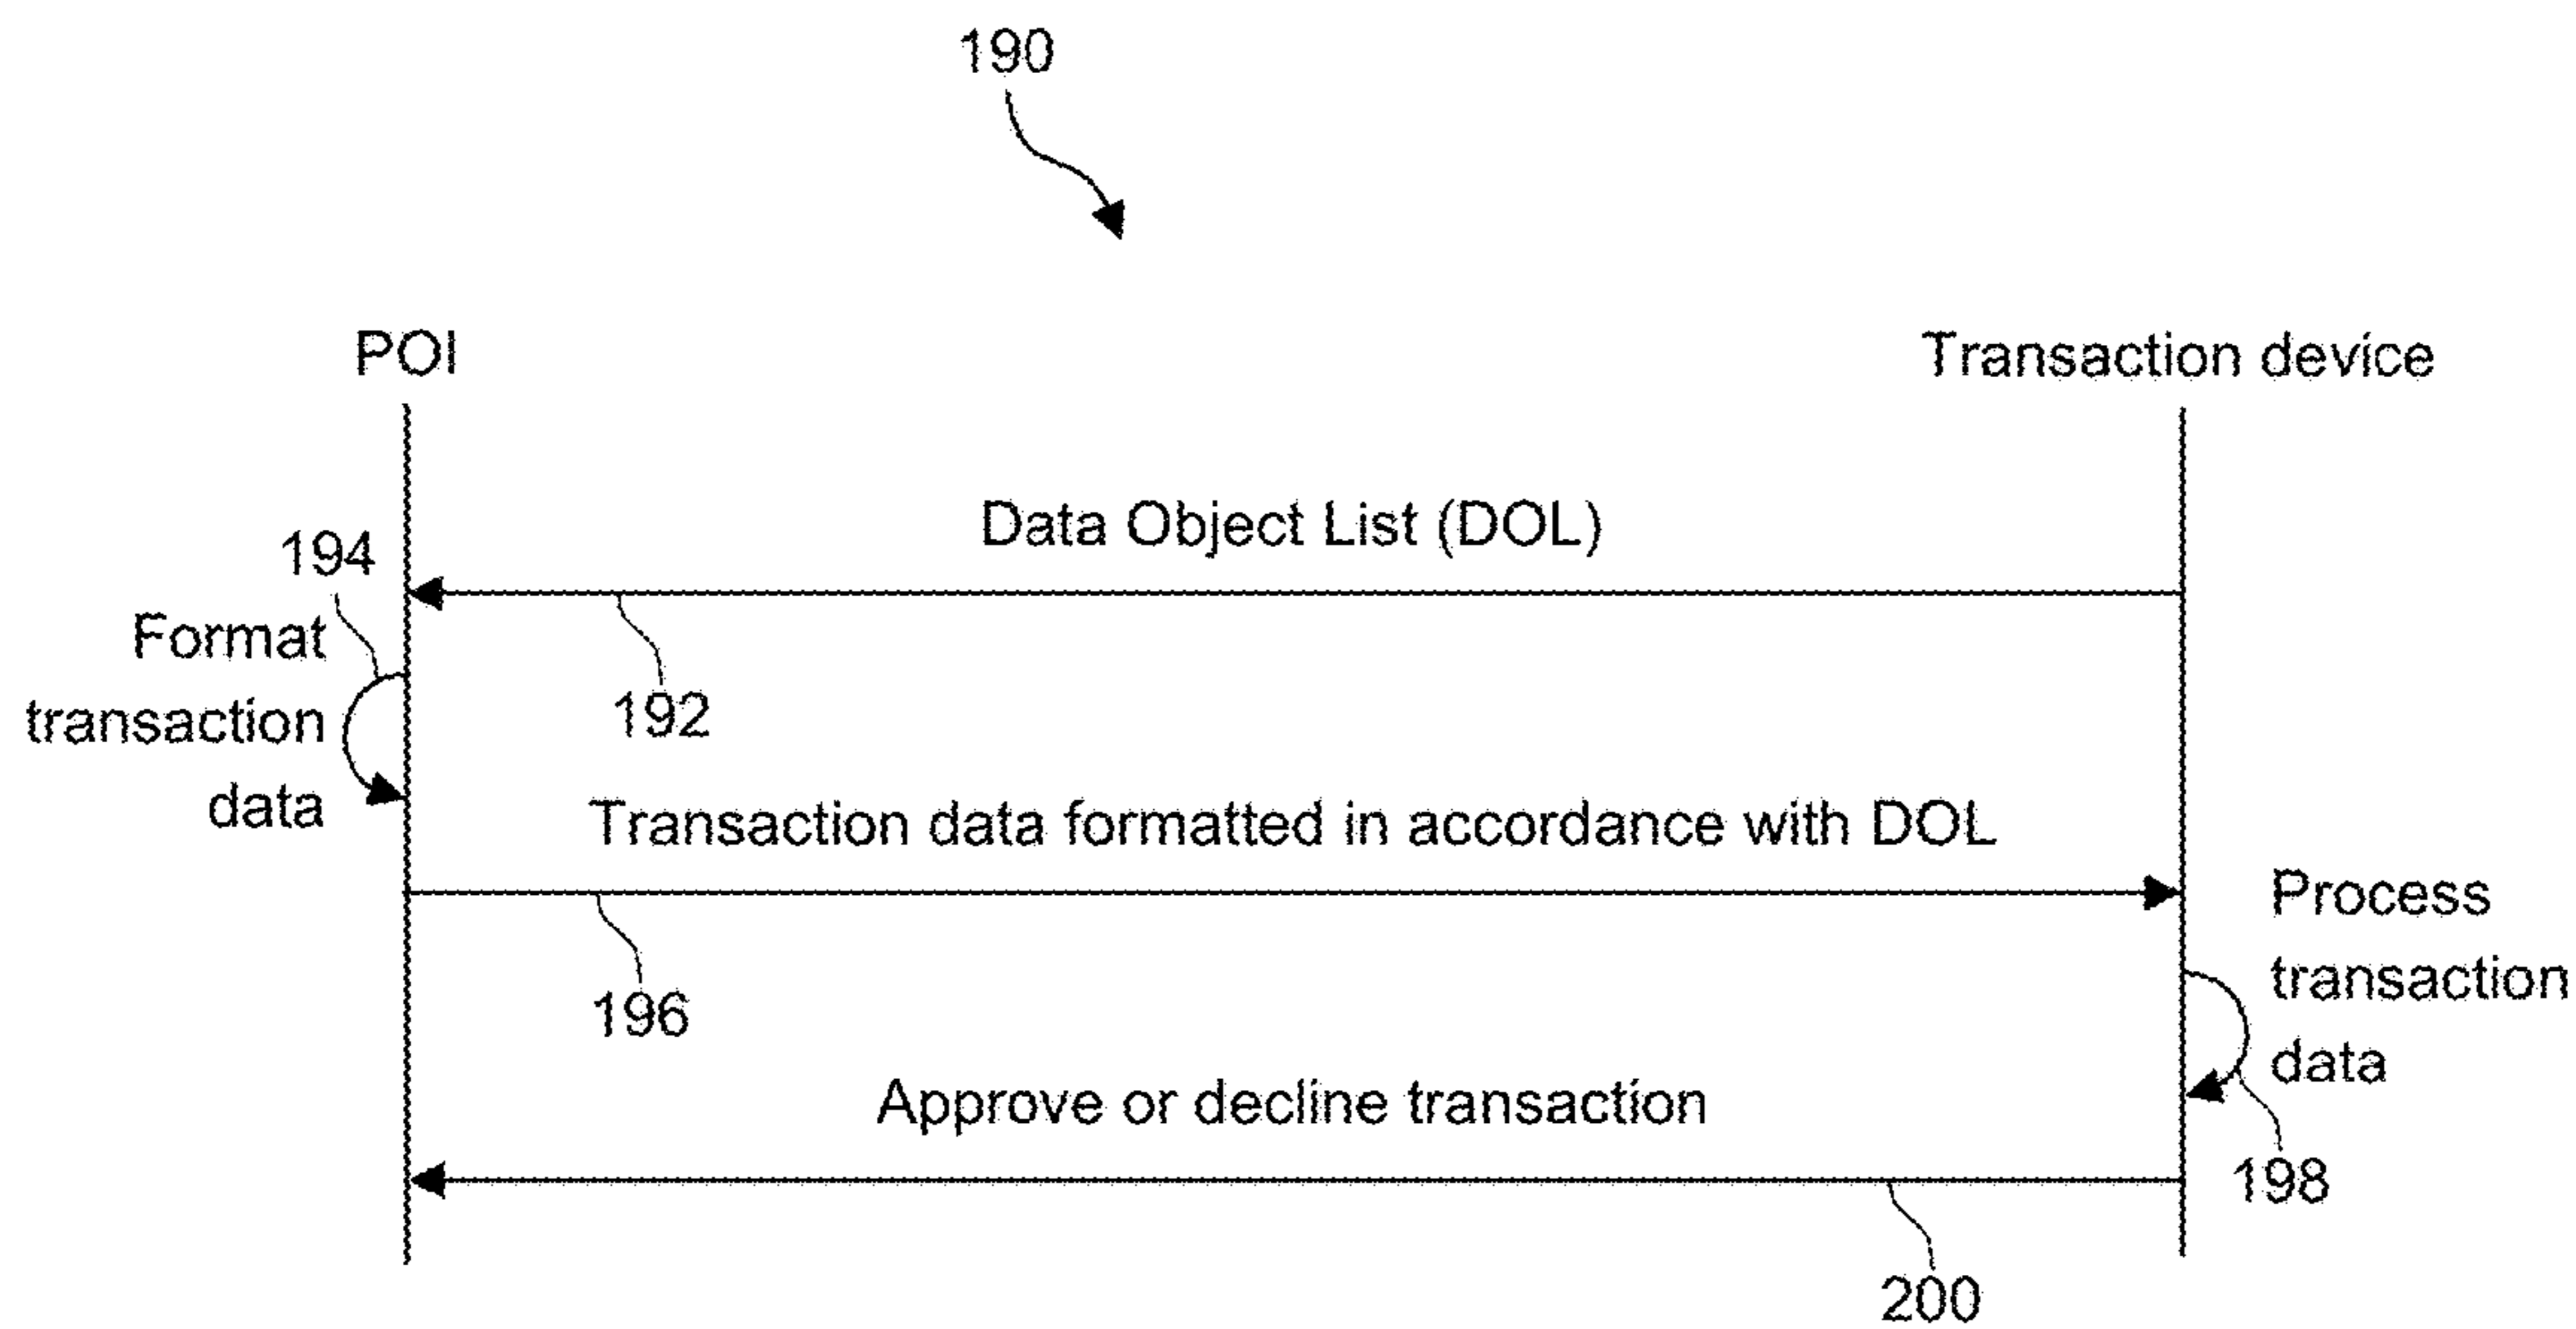 190
POI
Transaction device
Data Object List (DOL)
194
Format
transaction
data
192
Transaction data formatted in accordance with DOL
196
Process
transaction
data
Approve or decline transaction
198
200